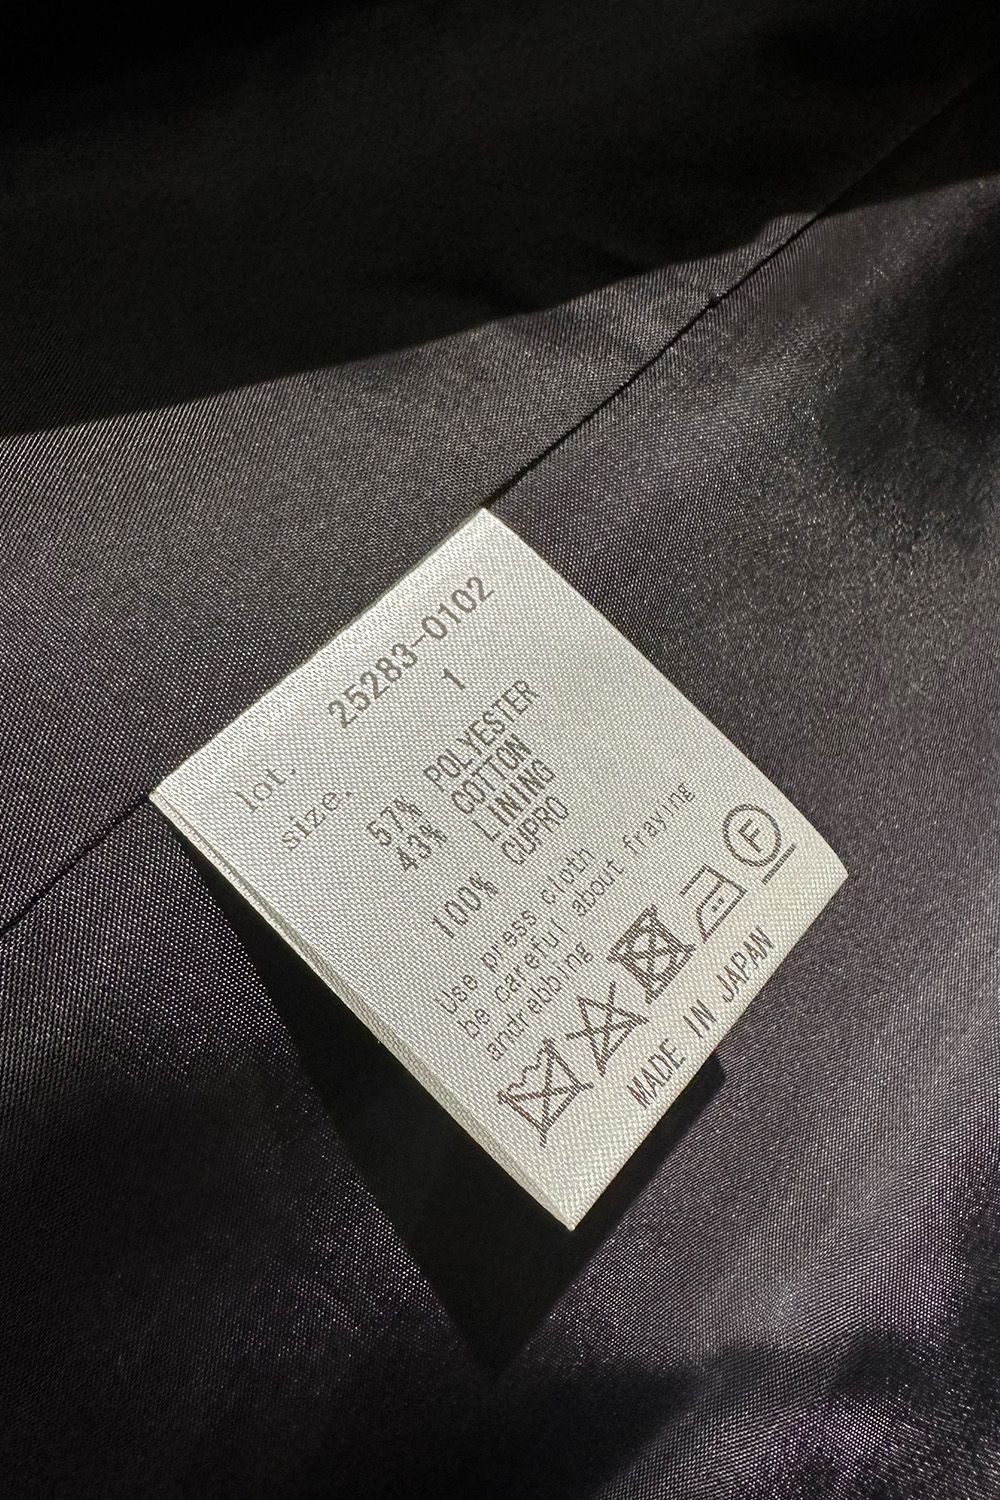 lot. 25283-0102
size. 1
57% POLYESTER
43% COTTON
LINING
100% CUPRO
Use press cloth
be careful about fraying
andrabbing
F
MADE IN JAPAN